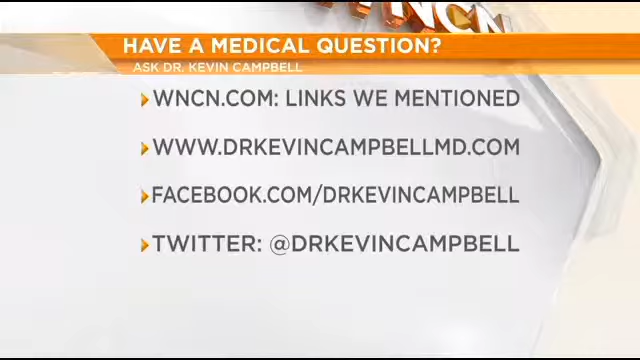 WNCN
HAVE A MEDICAL QUESTION?
ASK DR. KEVIN CAMPBELL
WNCN.COM: LINKS WE MENTIONED
WWW.DRKEVINCAMPBELLMD.COM
FACEBOOK.COM/DRKEVINCAMPBELL
TWITTER: @DRKEVINCAMPBELL